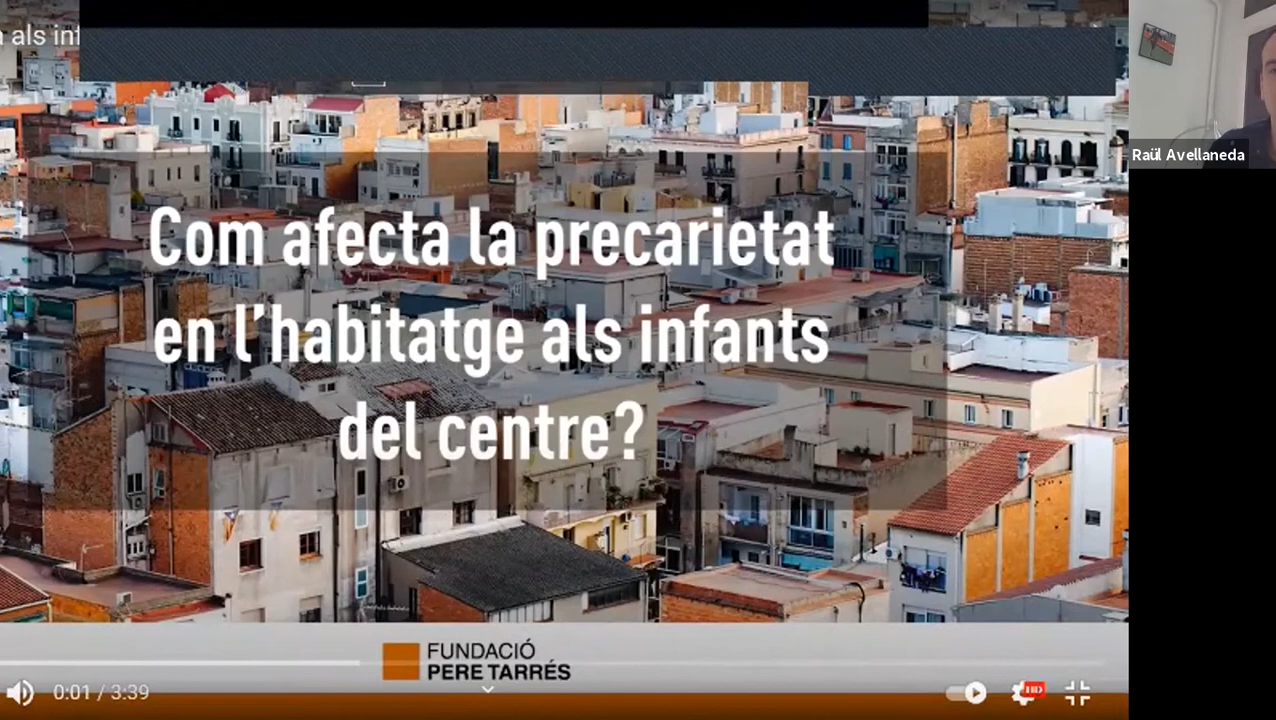 a als inf
Raül Avellaneda
Com afecta la precarietat
en l'habitatge als infants
del centre?
FUNDACIÓ
PERE TARRÉS
0:01 / 3:39
HD